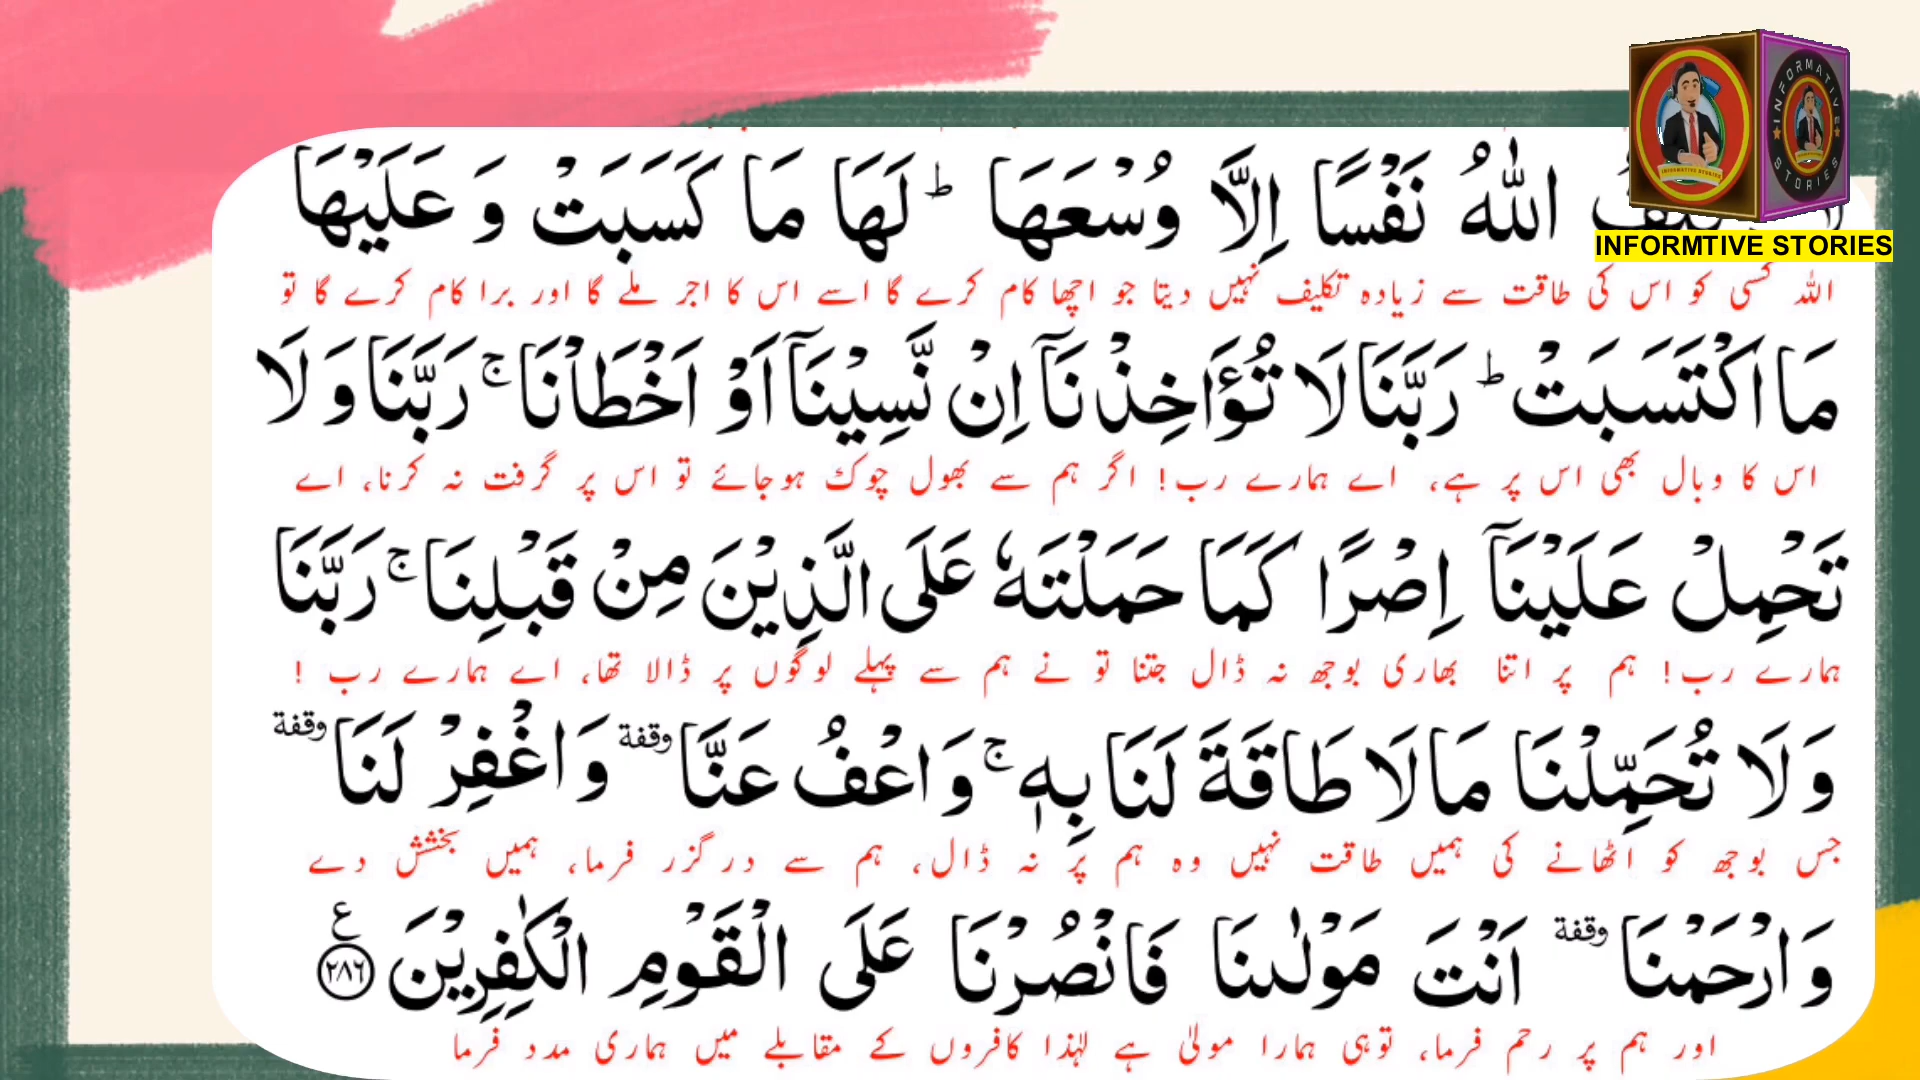 اللهُ نَفْسًا اِلَّا وُسْعَهَا ؕ لَهَا مَا كَسَبَتْ وَ عَلَيْهَا
اللہ کسی کو اس کی طاقت سے زیادہ تکلیف نہیں دیتا جو اچھا کام کرے گا اسے اس کا اجر ملے گا اور برا کام کرے گا تو
مَا اكْتَسَبَتْ ؕ رَبَّنَا لَا تُؤَاخِذْنَاۤ اِنْ نَّسِيْنَاۤ اَوْ اَخْطَاْنَا ۚ رَبَّنَا وَ لَا
اس کا وبال بھی اس پر ہے، اے ہمارے رب! اگر ہم سے بھول چوک ہوجائے تو اس پر گرفت نہ کرنا، اے
تَحْمِلْ عَلَيْنَاۤ اِصْرًا كَمَا حَمَلْتَهٗ عَلَى الَّذِيْنَ مِنْ قَبْلِنَا ۚ رَبَّنَا
ہمارے رب! ہم پر اتنا بھاری بوجھ نہ ڈال جتنا تو نے ہم سے پہلے لوگوں پر ڈالا تھا، اے ہمارے رب !
وَلَا تُحَمِّلْنَا مَا لَا طَاقَةَ لَنَا بِهٖ ۚ وَاعْفُ عَنَّا وقفة وَاغْفِرْ لَنَا وقفة
جس بوجھ کو اٹھانے کی ہمیں طاقت نہیں وہ ہم پر نہ ڈال، ہم سے درگزر فرما، ہمیں بخشش دے
وَارْحَمْنَا وقفة اَنْتَ مَوْلٰىنَا فَانْصُرْنَا عَلَى الْقَوْمِ الْكٰفِرِيْنَ ع ٢٨٦
اور ہم پر رحم فرما، توہی ہمارا مولیٰ ہے لہٰذا کافروں کے مقابلے میں ہماری مدد فرما
INFORMATIVE STORIES
INFORMTIVE STORIES
INFORMTIVE STORIES